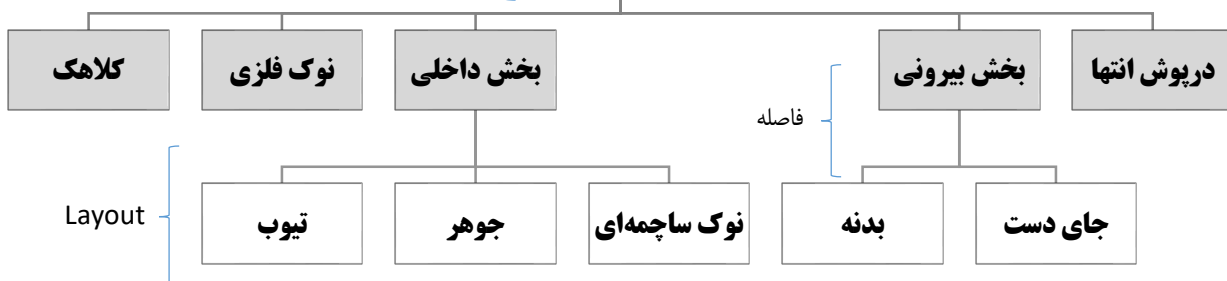 درپوش انتها
بخش بیرونی
بخش داخلی
نوک فلزی
کلاهک
فاصله
جای دست
بدنه
نوک ساچمه‌ای
جوهر
تیوب
Layout